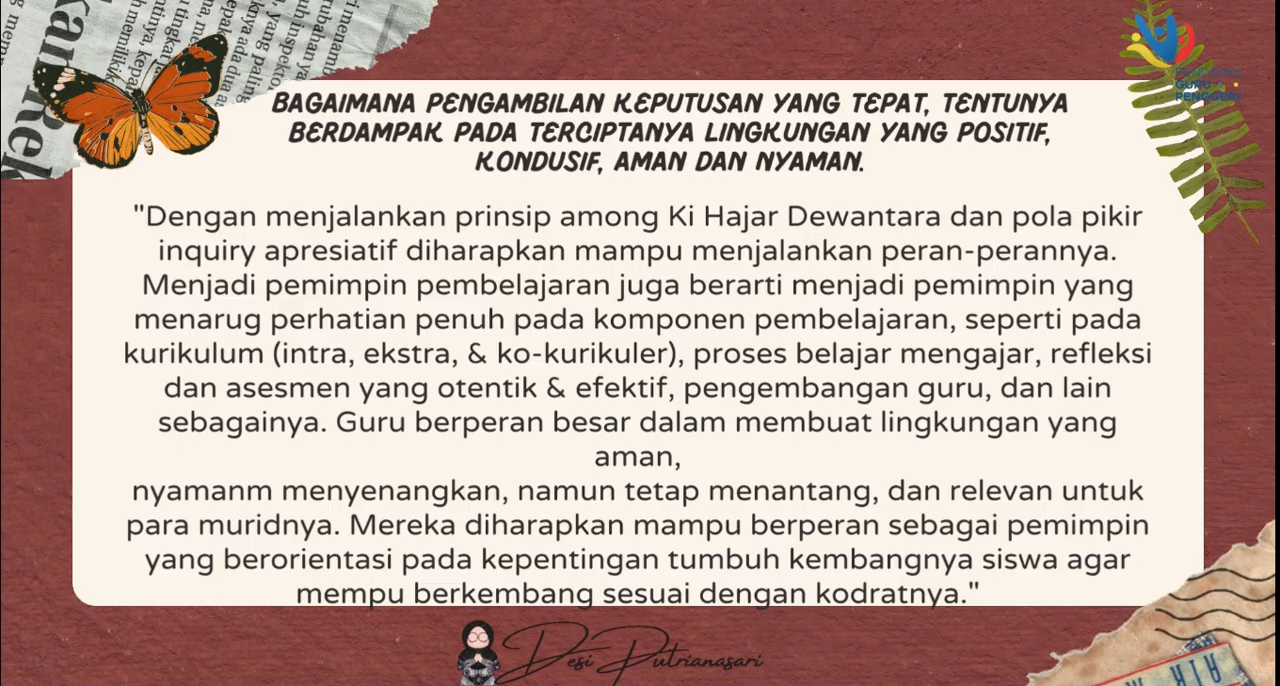 BAGAIMANA PENGAMBILAN KEPUTUSAN YANG TEPAT, TENTUNYA
BERDAMPAK PADA TERCIPTANYA LINGKUNGAN YANG POSITIF,
KONDUSIF, AMAN DAN NYAMAN.
"Dengan menjalankan prinsip among Ki Hajar Dewantara dan pola pikir
inquiry apresiatif diharapkan mampu menjalankan peran-perannya.
Menjadi pemimpin pembelajaran juga berarti menjadi pemimpin yang
menarug perhatian penuh pada komponen pembelajaran, seperti pada
kurikulum (intra, ekstra, & ko-kurikuler), proses belajar mengajar, refleksi
dan asesmen yang otentik & efektif, pengembangan guru, dan lain
sebagainya. Guru berperan besar dalam membuat lingkungan yang
aman,
nyamanm menyenangkan, namun tetap menantang, dan relevan untuk
para muridnya. Mereka diharapkan mampu berperan sebagai pemimpin
yang berorientasi pada kepentingan tumbuh kembangnya siswa agar
mempu berkembang sesuai dengan kodratnya."
Desi Putrianasari
GURU